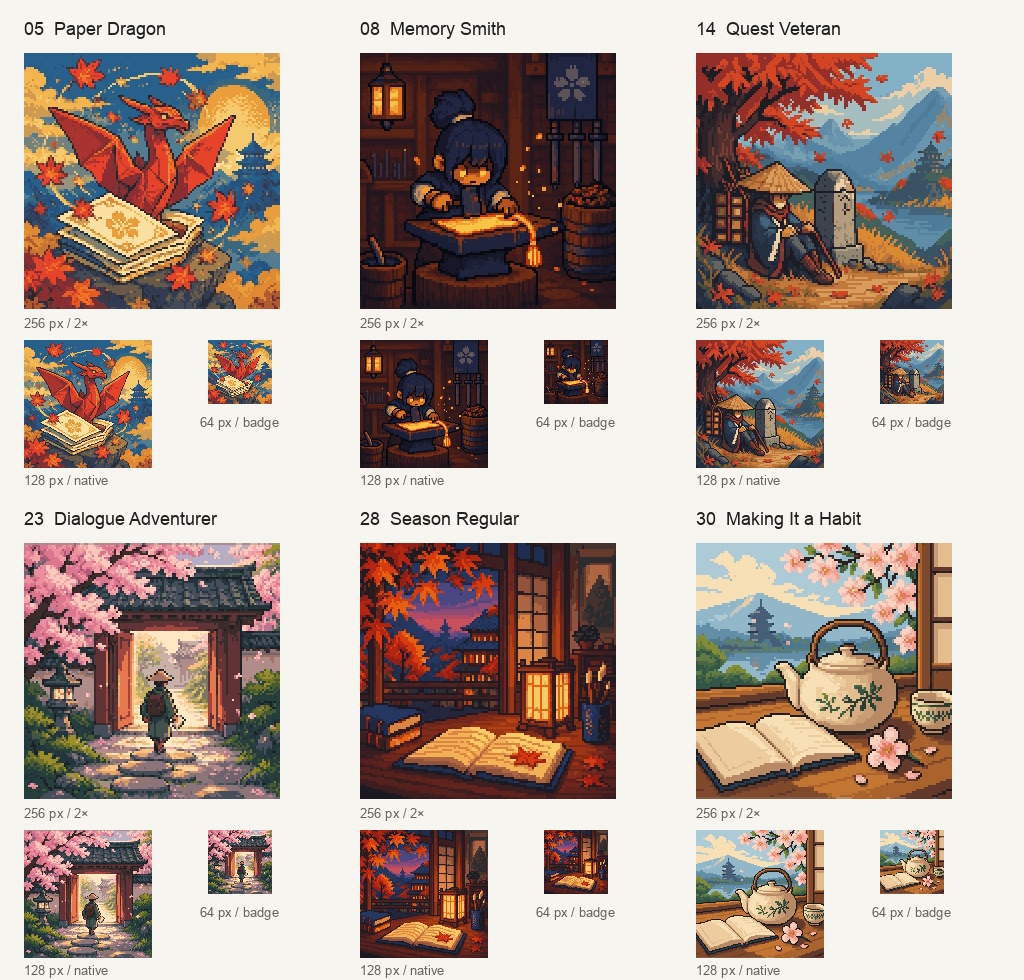 05 Paper Dragon
08 Memory Smith
14 Quest Veteran
256 px / 2×
256 px / 2×
256 px / 2×
64 px / badge
64 px / badge
64 px / badge
128 px / native
128 px / native
128 px / native
23 Dialogue Adventurer
28 Season Regular
30 Making It a Habit
256 px / 2×
256 px / 2×
256 px / 2×
64 px / badge
64 px / badge
64 px / badge
128 px / native
128 px / native
128 px / native